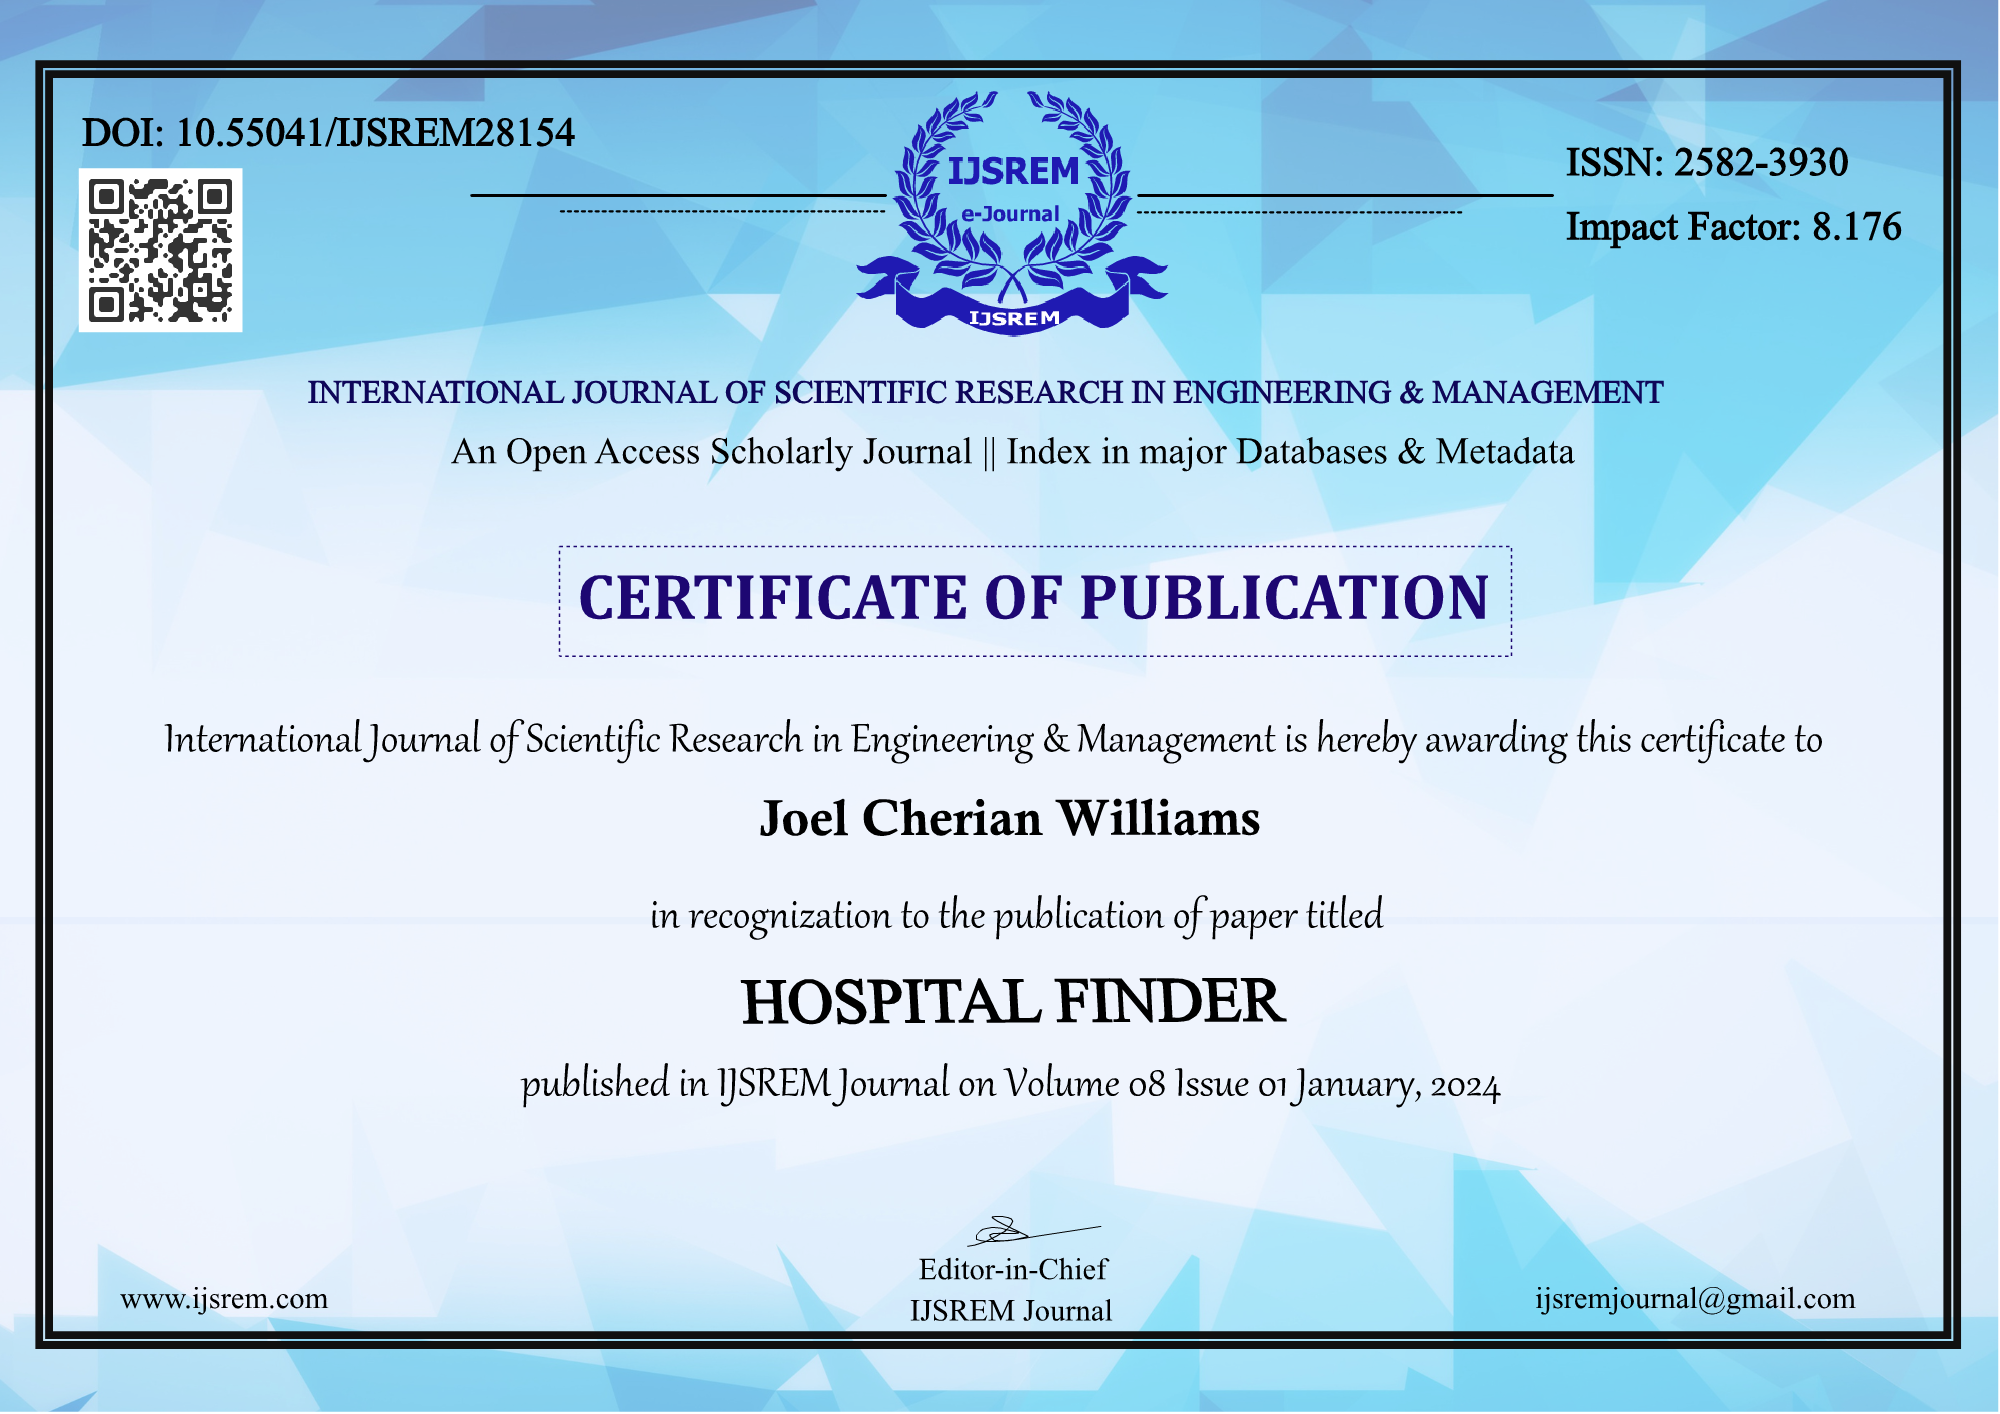 DOI: 10.55041/IJSREM28154
IJSREM
e-Journal
IJSREM
ISSN: 2582-3930
Impact Factor: 8.176
INTERNATIONAL JOURNAL OF SCIENTIFIC RESEARCH IN ENGINEERING & MANAGEMENT
An Open Access Scholarly Journal || Index in major Databases & Metadata
CERTIFICATE OF PUBLICATION
International Journal of Scientific Research in Engineering & Management is hereby awarding this certificate to
Joel Cherian Williams
in recognization to the publication of paper titled
HOSPITAL FINDER
published in IJSREM Journal on Volume 08 Issue 01 January, 2024
Editor-in-Chief
IJSREM Journal
www.ijsrem.com
ijsremjournal@gmail.com